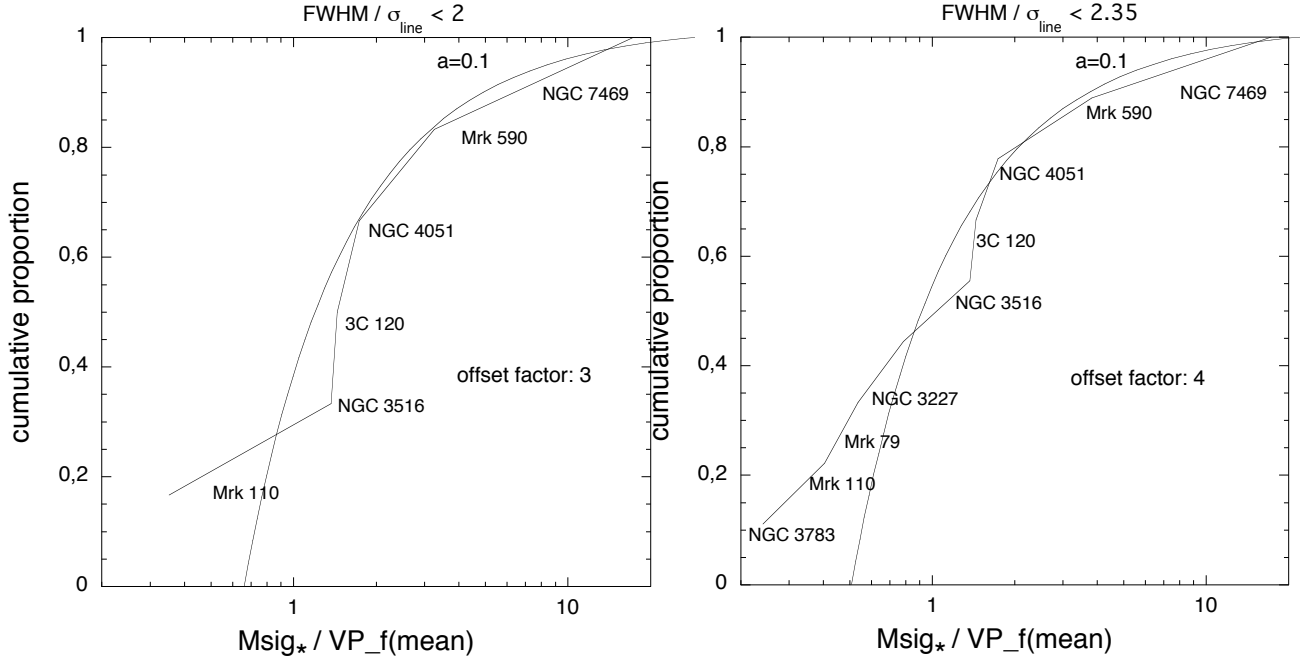 FWHM / σline < 2
cumulative proportion
1
0,8
0,6
0,4
0,2
0
a=0.1
NGC 7469
Mrk 590
NGC 4051
3C 120
offset factor: 3
NGC 3516
Mrk 110
1
10
Msig* / VP_f(mean)
FWHM / σline < 2.35
cumulative proportion
1
0,8
0,6
0,4
0,2
0
a=0.1
NGC 7469
Mrk 590
NGC 4051
3C 120
NGC 3516
offset factor: 4
NGC 3227
Mrk 79
Mrk 110
NGC 3783
1
10
Msig* / VP_f(mean)